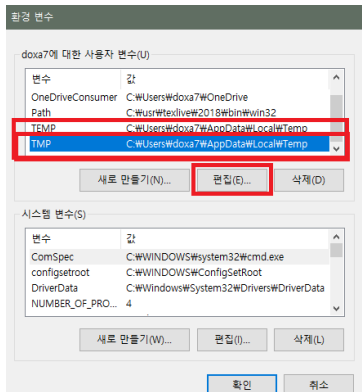 환경 변수
doxa7에 대한 사용자 변수(U)
변수 값
OneDriveConsumer C:₩Users₩doxa7₩OneDrive
Path C:₩usr₩texlive₩2018₩bin₩win32
TEMP C:₩Users₩doxa7₩AppData₩Local₩Temp
TMP C:₩Users₩doxa7₩AppData₩Local₩Temp
새로 만들기(N)... 편집(E)... 삭제(D)
시스템 변수(S)
변수 값
ComSpec C:₩WINDOWS₩system32₩cmd.exe
configsetroot C:₩WINDOWS₩ConfigSetRoot
DriverData C:₩Windows₩System32₩Drivers₩DriverData
NUMBER_OF_PRO... 4
새로 만들기(W)... 편집(I)... 삭제(L)
확인 취소